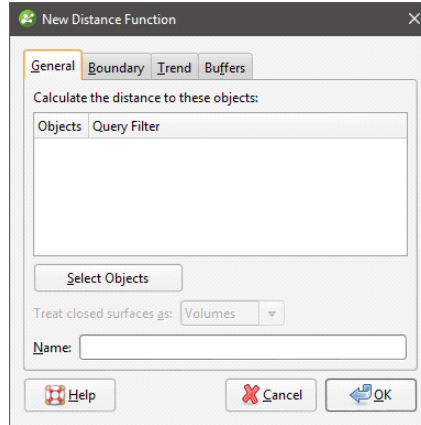 New Distance Function
General Boundary Trend Buffers
Calculate the distance to these objects:
Objects Query Filter
Select Objects
Treat closed surfaces as: Volumes
Name:
Help Cancel OK